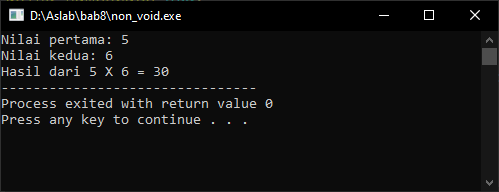 D:\Aslab\bab8\non_void.exe
Nilai pertama: 5
Nilai kedua: 6
Hasil dari 5 X 6 = 30
--------------------------------
Process exited with return value 0
Press any key to continue . . .